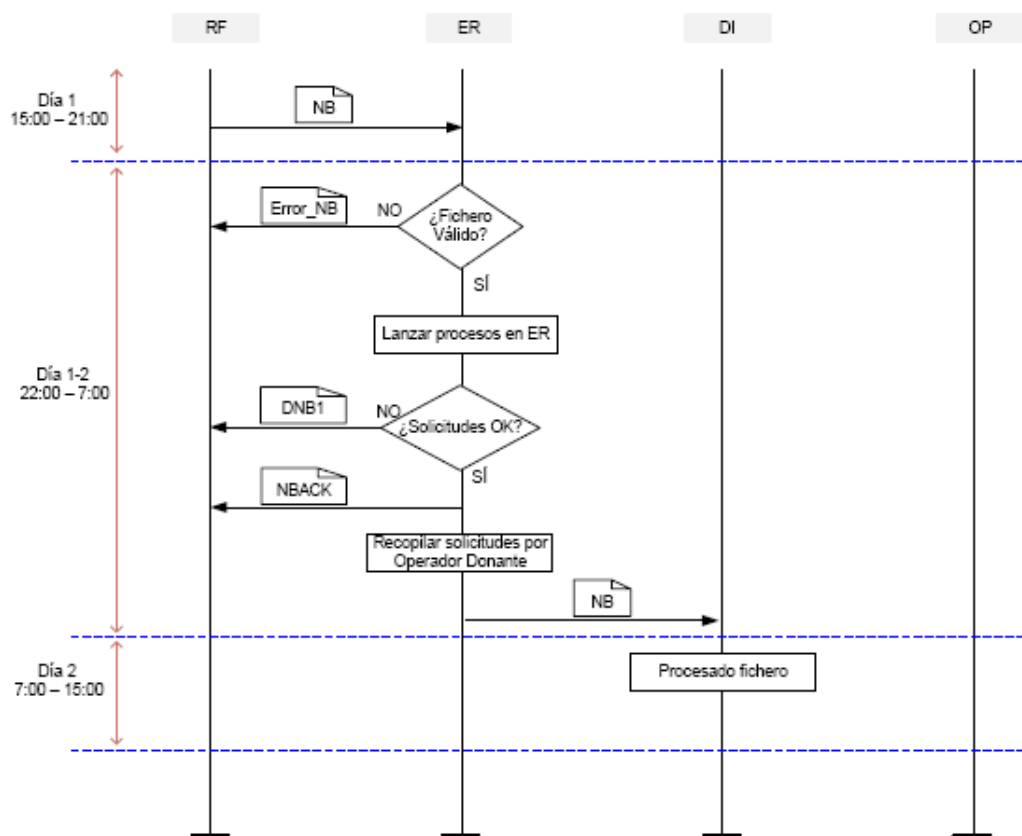 RF
ER
DI
OP
Día 1
15:00 – 21:00
NB
Error_NB
NO
¿Fichero
Válido?
SÍ
Lanzar procesos en ER
Día 1-2
22:00 – 7:00
DNB1
NO
¿Solicitudes OK?
SÍ
NBACK
Recopilar solicitudes por
Operador Donante
NB
Día 2
7:00 – 15:00
Procesado fichero